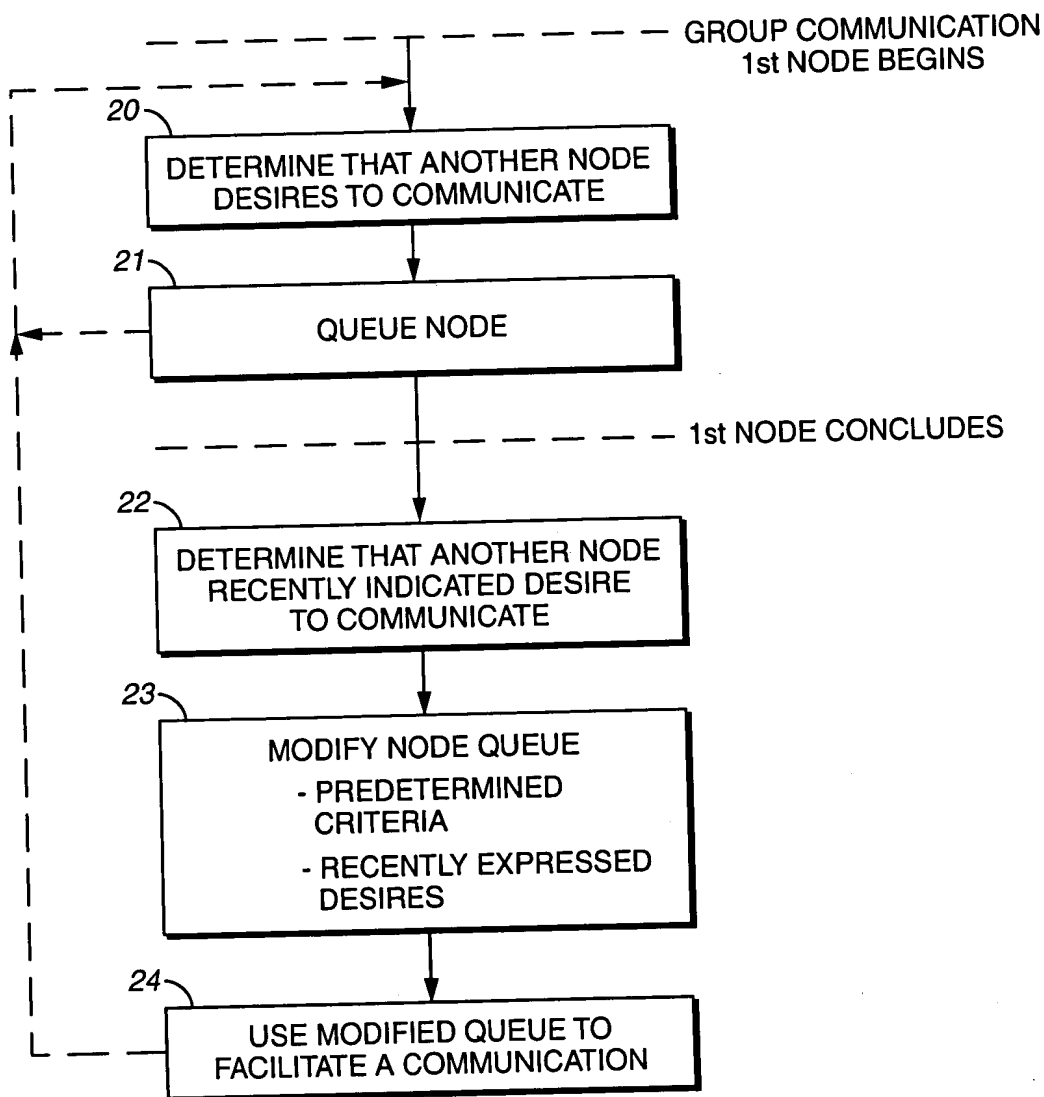 GROUP COMMUNICATION
1st NODE BEGINS
20
DETERMINE THAT ANOTHER NODE
DESIRES TO COMMUNICATE
21
QUEUE NODE
1st NODE CONCLUDES
22
DETERMINE THAT ANOTHER NODE
RECENTLY INDICATED DESIRE
TO COMMUNICATE
23
MODIFY NODE QUEUE
- PREDETERMINED
CRITERIA
- RECENTLY EXPRESSED
DESIRES
24
USE MODIFIED QUEUE TO
FACILITATE A COMMUNICATION